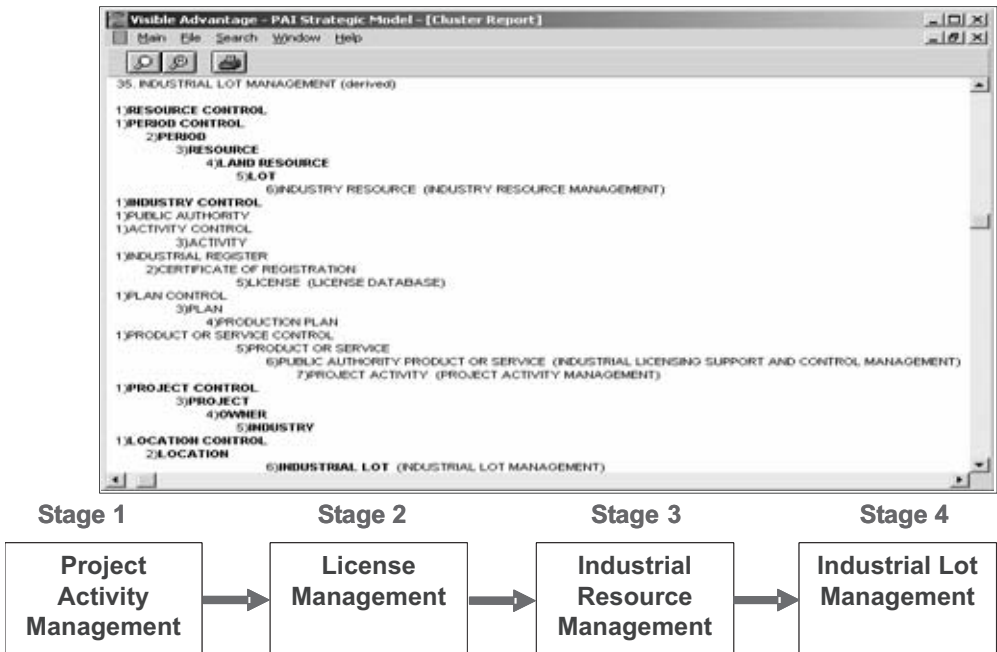 Visible Advantage - PAI Strategic Model - [Cluster Report]
Main File Search Window Help
35. INDUSTRIAL LOT MANAGEMENT (derived)
1)RESOURCE CONTROL
1)PERIOD CONTROL
2)PERIOD
3)RESOURCE
4)LAND RESOURCE
5)LOT
6)INDUSTRY RESOURCE (INDUSTRY RESOURCE MANAGEMENT)
1)INDUSTRY CONTROL
1)PUBLIC AUTHORITY
1)ACTIVITY CONTROL
3)ACTIVITY
1)INDUSTRIAL REGISTER
2)CERTIFICATE OF REGISTRATION
5)LICENSE (LICENSE DATABASE)
1)PLAN CONTROL
3)PLAN
4)PRODUCTION PLAN
1)PRODUCT OR SERVICE CONTROL
5)PRODUCT OR SERVICE
6)PUBLIC AUTHORITY PRODUCT OR SERVICE (INDUSTRIAL LICENSING SUPPORT AND CONTROL MANAGEMENT)
7)PROJECT ACTIVITY (PROJECT ACTIVITY MANAGEMENT)
1)PROJECT CONTROL
3)PROJECT
4)OWNER
5)INDUSTRY
1)LOCATION CONTROL
2)LOCATION
6)INDUSTRIAL LOT (INDUSTRIAL LOT MANAGEMENT)
Stage 1 Stage 2 Stage 3 Stage 4
Project
Activity
Management
License
Management
Industrial
Resource
Management
Industrial Lot
Management